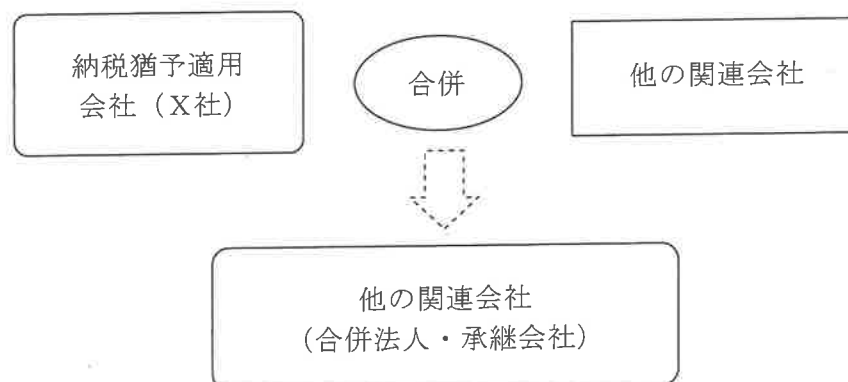 納税猶予適用
会社（X社）
合併
他の関連会社
他の関連会社
（合併法人・承継会社）